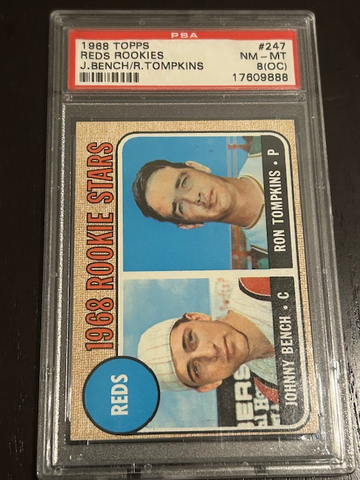 PSA
1968 TOPPS #247
REDS ROOKIES NM - MT
J.BENCH/R.TOMPKINS 8 (OC)
17609888
1968 ROOKIE STARS
REDS
JOHNNY BENCH • C
RON TOMPKINS • P